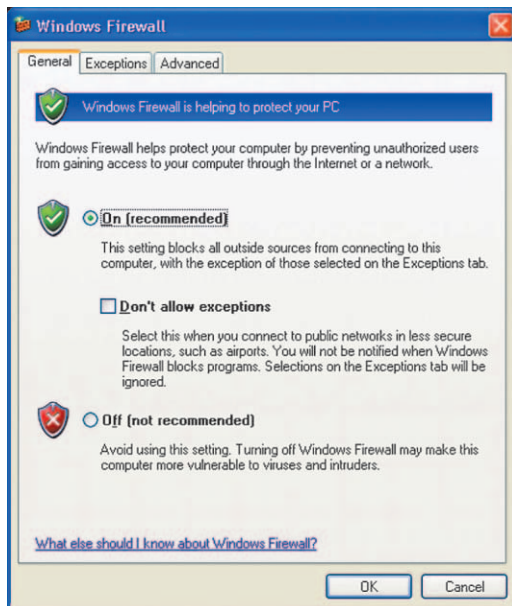 Windows Firewall
General Exceptions Advanced
Windows Firewall is helping to protect your PC
Windows Firewall helps protect your computer by preventing unauthorized users
from gaining access to your computer through the Internet or a network.
On (recommended)
This setting blocks all outside sources from connecting to this
computer, with the exception of those selected on the Exceptions tab.
Don't allow exceptions
Select this when you connect to public networks in less secure
locations, such as airports. You will not be notified when Windows
Firewall blocks programs. Selections on the Exceptions tab will be
ignored.
Off (not recommended)
Avoid using this setting. Turning off Windows Firewall may make this
computer more vulnerable to viruses and intruders.
What else should I know about Windows Firewall?
OK Cancel